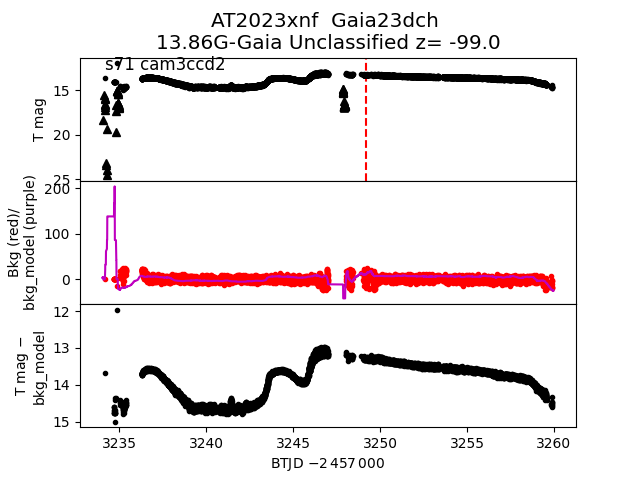 AT2023xnf  Gaia23dch
13.86G-Gaia Unclassified z= -99.0
s71 cam3ccd2
T mag
15
20
25
Bkg (red)/
bkg_model (purple)
200
100
0
T mag −
bkg_model
12
13
14
15
3235 3240 3245 3250 3255 3260
BTJD −2 457 000